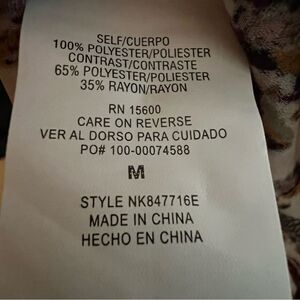 SELF/CUERPO
100% POLYESTER/POLIESTER
CONTRAST/CONTRASTE
65% POLYESTER/POLIESTER
35% RAYON/RAYON
RN 15600
CARE ON REVERSE
VER AL DORSO PARA CUIDADO
PO# 100-00074588
M
STYLE NK847716E
MADE IN CHINA
HECHO EN CHINA